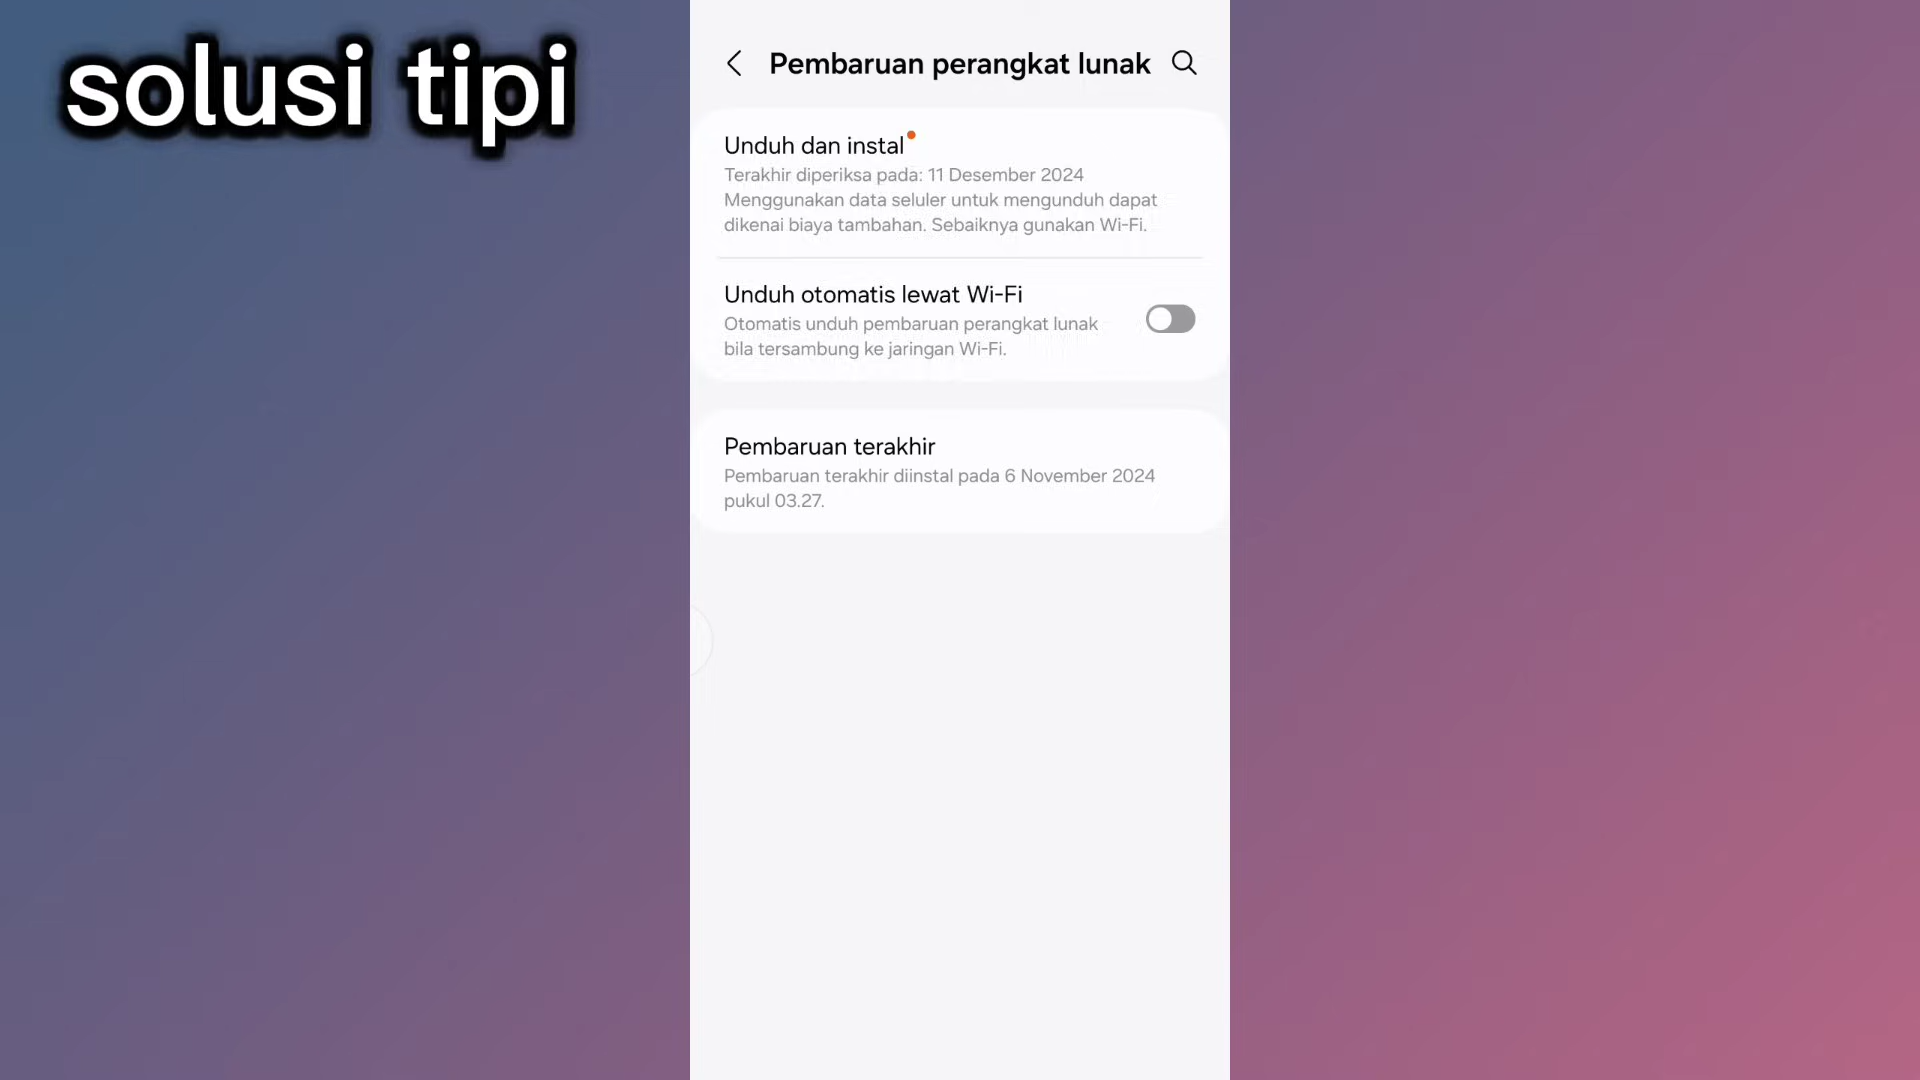 solusi tipi
Pembaruan perangkat lunak
Unduh dan instal
Terakhir diperiksa pada: 11 Desember 2024
Menggunakan data seluler untuk mengunduh dapat
dikenai biaya tambahan. Sebaiknya gunakan Wi-Fi.
Unduh otomatis lewat Wi-Fi
Otomatis unduh pembaruan perangkat lunak
bila tersambung ke jaringan Wi-Fi.
Pembaruan terakhir
Pembaruan terakhir diinstal pada 6 November 2024
pukul 03.27.